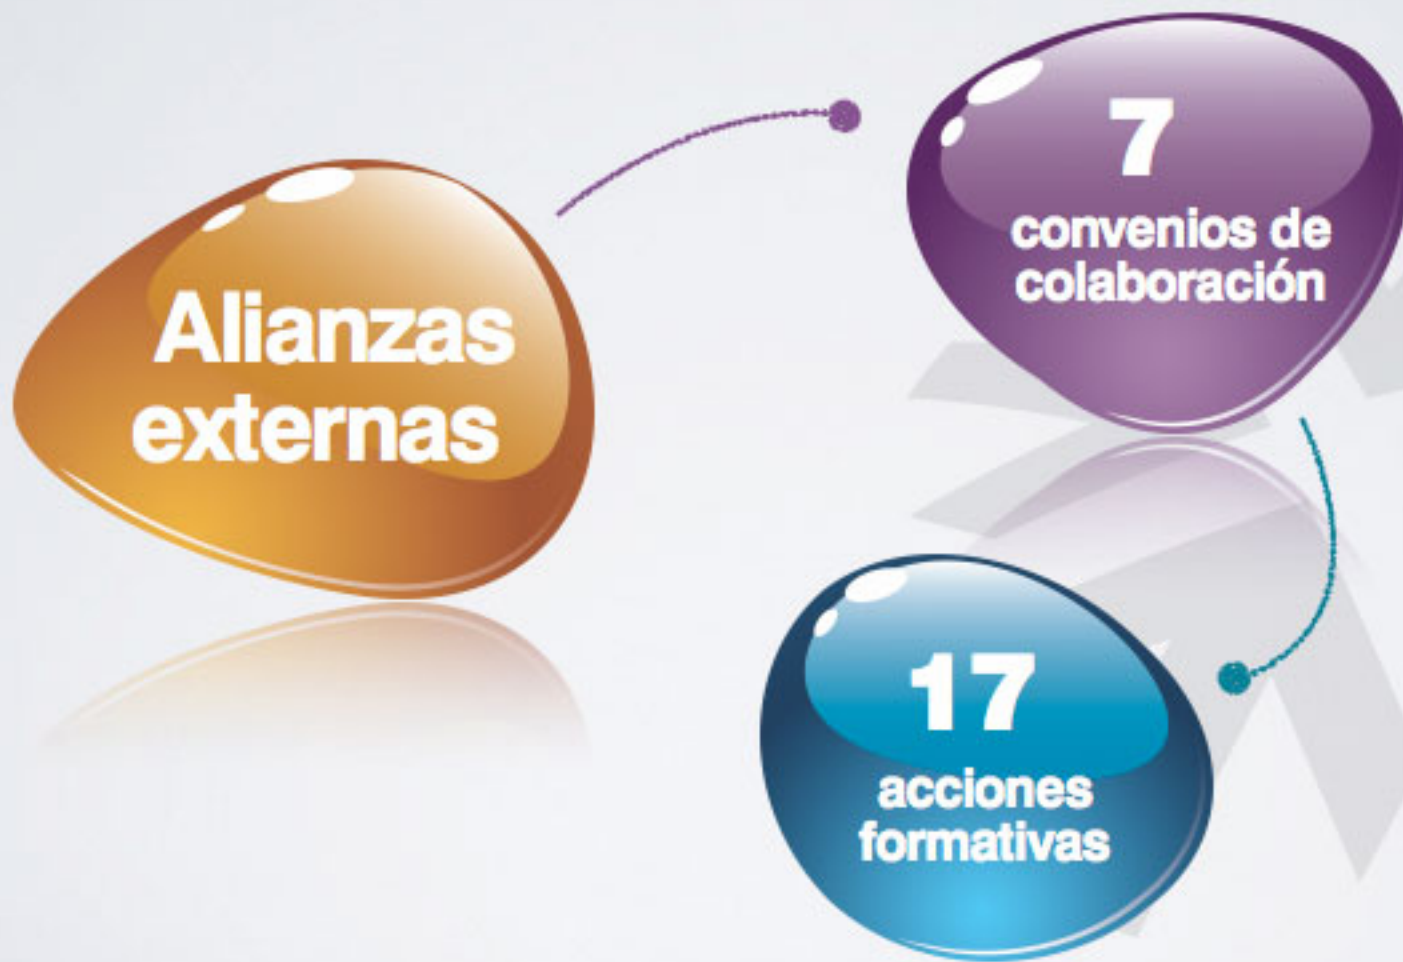 Alianzas
externas
7
convenios de
colaboración
17
acciones
formativas